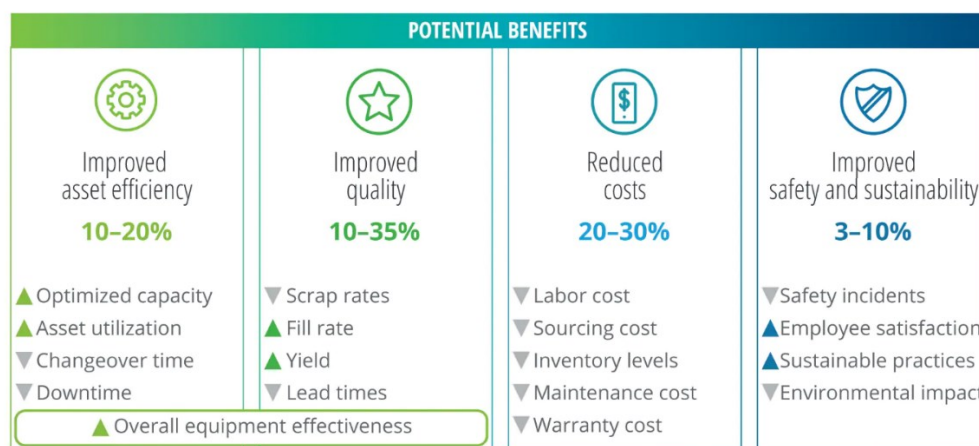 POTENTIAL BENEFITS
Improved
asset efficiency
10–20%
▲ Optimized capacity
▲ Asset utilization
▼ Changeover time
▼ Downtime
Improved
quality
10–35%
▼ Scrap rates
▲ Fill rate
▲ Yield
▼ Lead times
▲ Overall equipment effectiveness
$
Reduced
costs
20–30%
▼ Labor cost
▼ Sourcing cost
▼ Inventory levels
▼ Maintenance cost
▼ Warranty cost
Improved
safety and sustainability
3–10%
▼ Safety incidents
▲ Employee satisfaction
▲ Sustainable practices
▼ Environmental impact